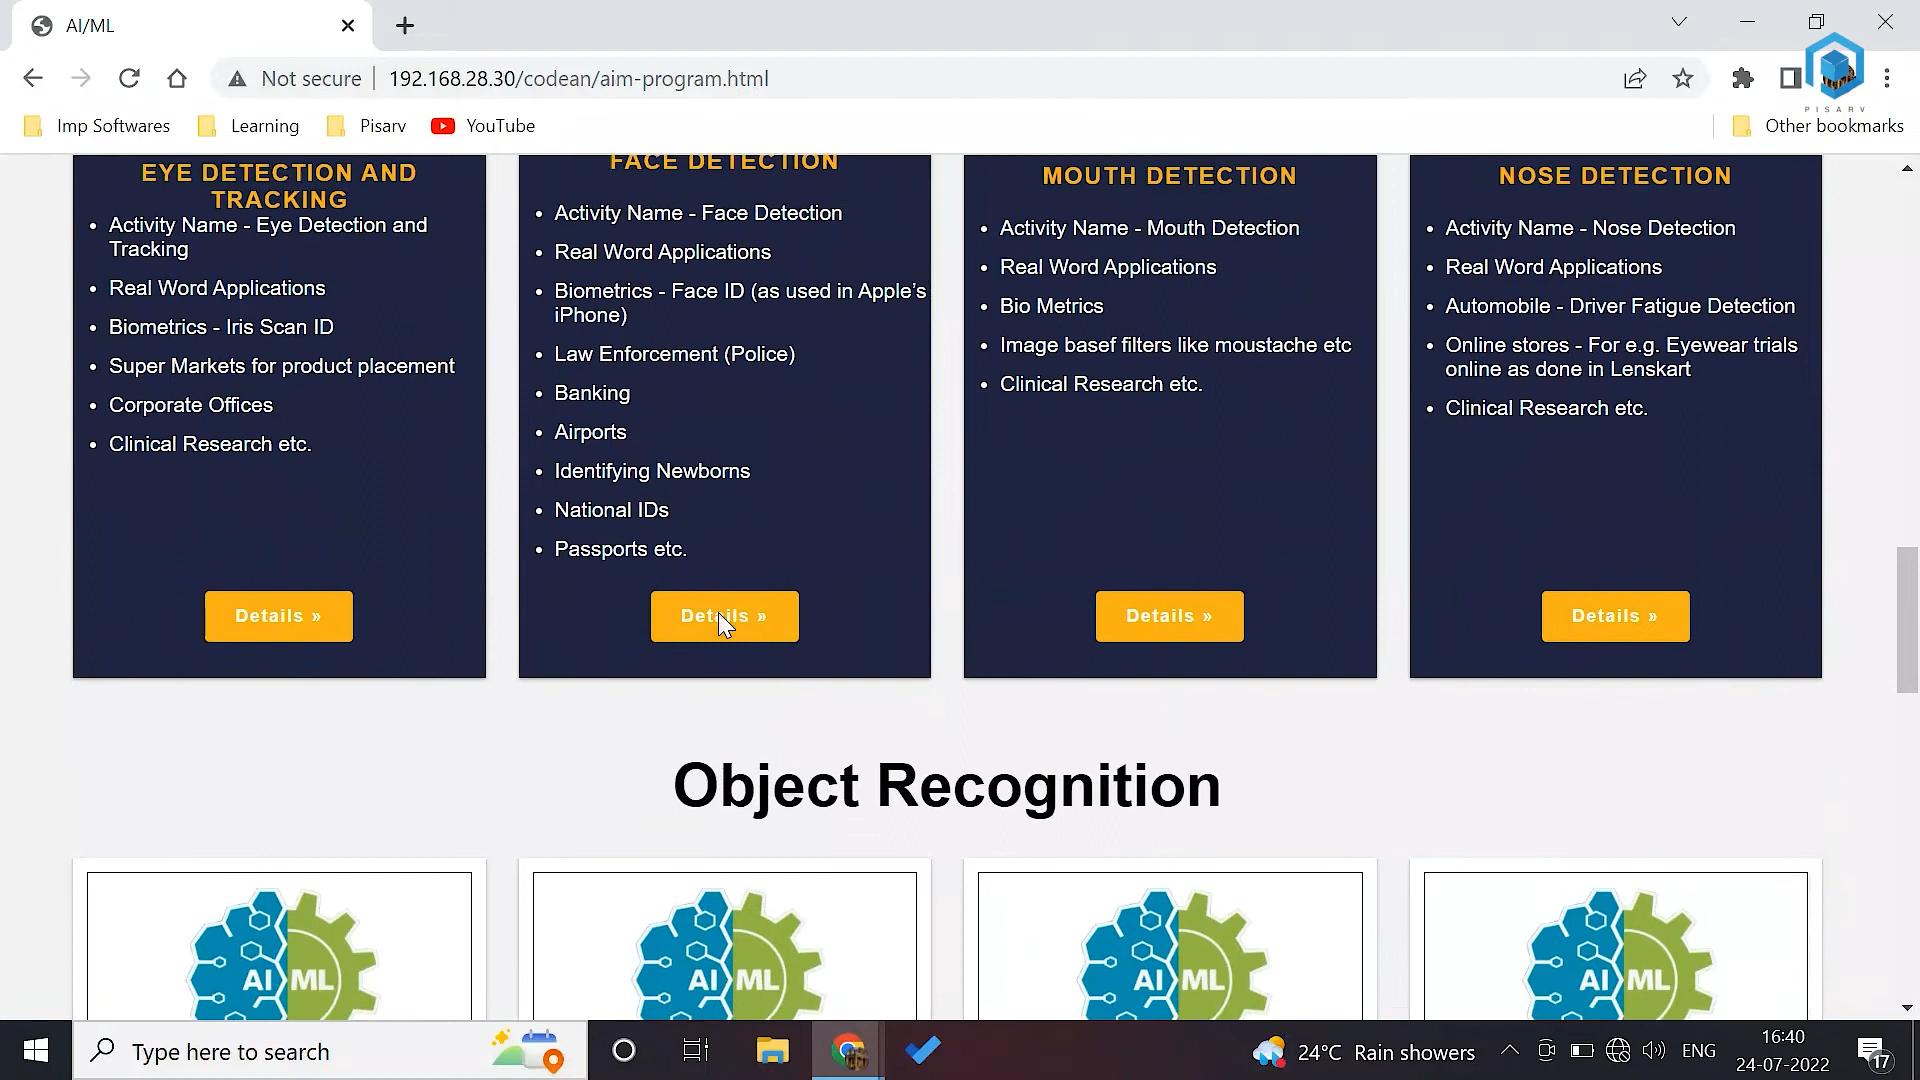 AI/ML
Not secure
192.168.28.30/codean/aim-program.html
PISARV
Imp Softwares
Learning
Pisarv
YouTube
Other bookmarks
EYE DETECTION AND
TRACKING
• Activity Name - Eye Detection and
Tracking
• Real Word Applications
• Biometrics - Iris Scan ID
• Super Markets for product placement
• Corporate Offices
• Clinical Research etc.
Details »
FACE DETECTION
• Activity Name - Face Detection
• Real Word Applications
• Biometrics - Face ID (as used in Apple’s
iPhone)
• Law Enforcement (Police)
• Banking
• Airports
• Identifying Newborns
• National IDs
• Passports etc.
Details »
MOUTH DETECTION
• Activity Name - Mouth Detection
• Real Word Applications
• Bio Metrics
• Image basef filters like moustache etc
• Clinical Research etc.
Details »
NOSE DETECTION
• Activity Name - Nose Detection
• Real Word Applications
• Automobile - Driver Fatigue Detection
• Online stores - For e.g. Eyewear trials
online as done in Lenskart
• Clinical Research etc.
Details »
Object Recognition
AI ML
AI ML
AI ML
AI ML
Type here to search
24°C Rain showers
ENG
16:40
24-07-2022
17